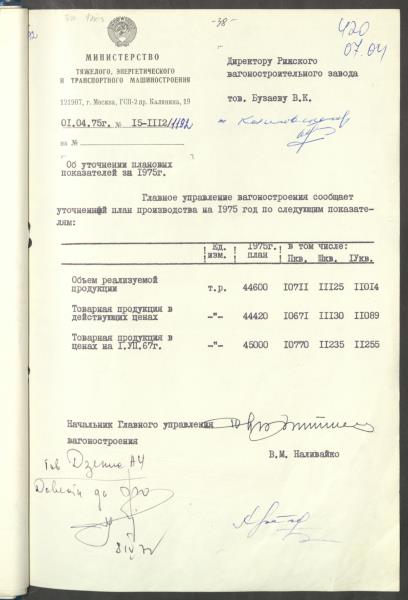 -38-
420
07.04
МИНИСТЕРСТВО
ТЯЖЕЛОГО, ЭНЕРГЕТИЧЕСКОГО
И ТРАНСПОРТНОГО МАШИНОСТРОЕНИЯ
121907, г. Москва, ГСП-2 пр. Калинина, 19
01.04.75г. № 15-III2/1192
на №
Директору Рижского
вагоностроительного завода
тов. Бузаеву В.К.
Об уточнении плановых
показателей за 1975г.
Главное управление вагоностроения сообщает
уточненный план производства на 1975 год по следующим показате-
лям:
Ед. изм. 1975г. план в том числе: Пкв. Шкв. IУкв.
Объем реализуемой
продукции т.р. 44600 I07II III25 II0I4
Товарная продукция в
действующих ценах -"- 44420 I067I III30 II089
Товарная продукция в
ценах на I.УП.67г. -"- 45000 I0770 II235 II255
Начальник Главного управления
вагоностроения
В.М. Наливайко